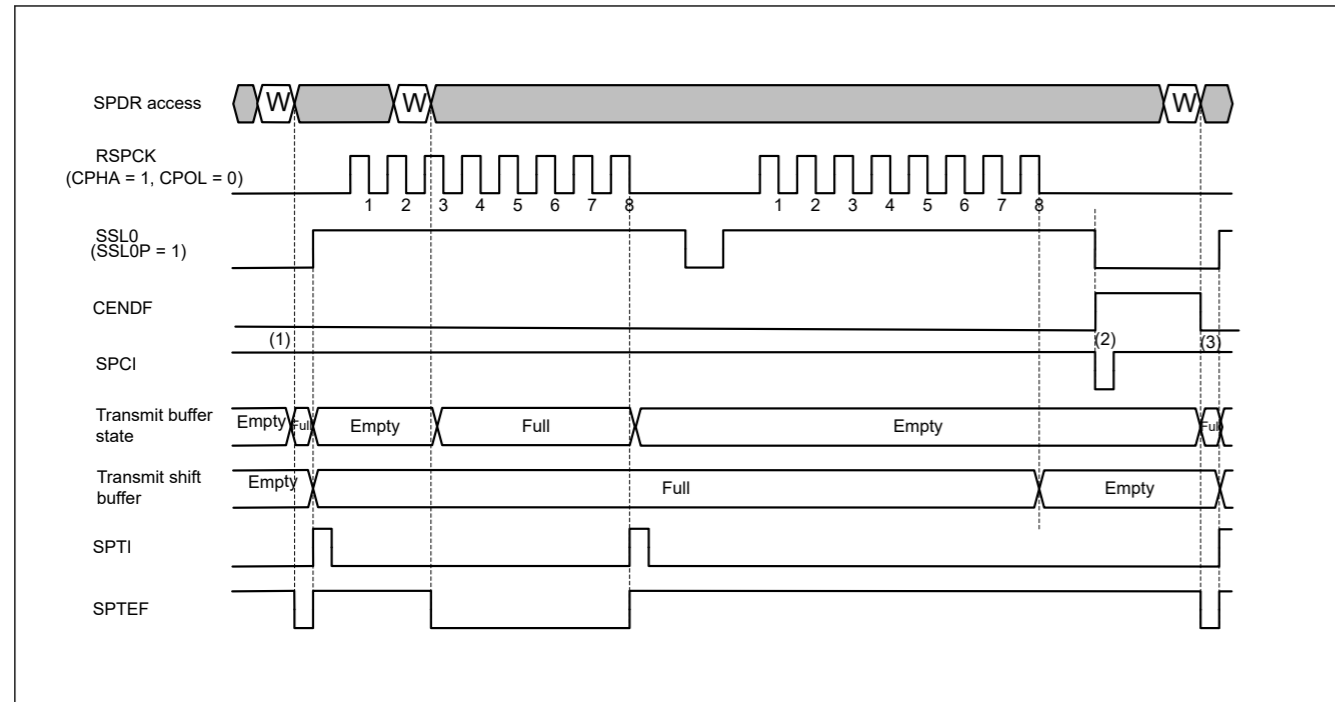 SPDR access
W
W
W
RSPCK
(CPHA = 1, CPOL = 0)
1 2 3 4 5 6 7 8 1 2 3 4 5 6 7 8
SSL0
(SSL0P = 1)
CENDF
(1) (2) (3)
SPCI
Transmit buffer
state
Empty Full Empty Full Empty Full
Transmit shift
buffer
Empty Full Empty
SPTI
SPTEF